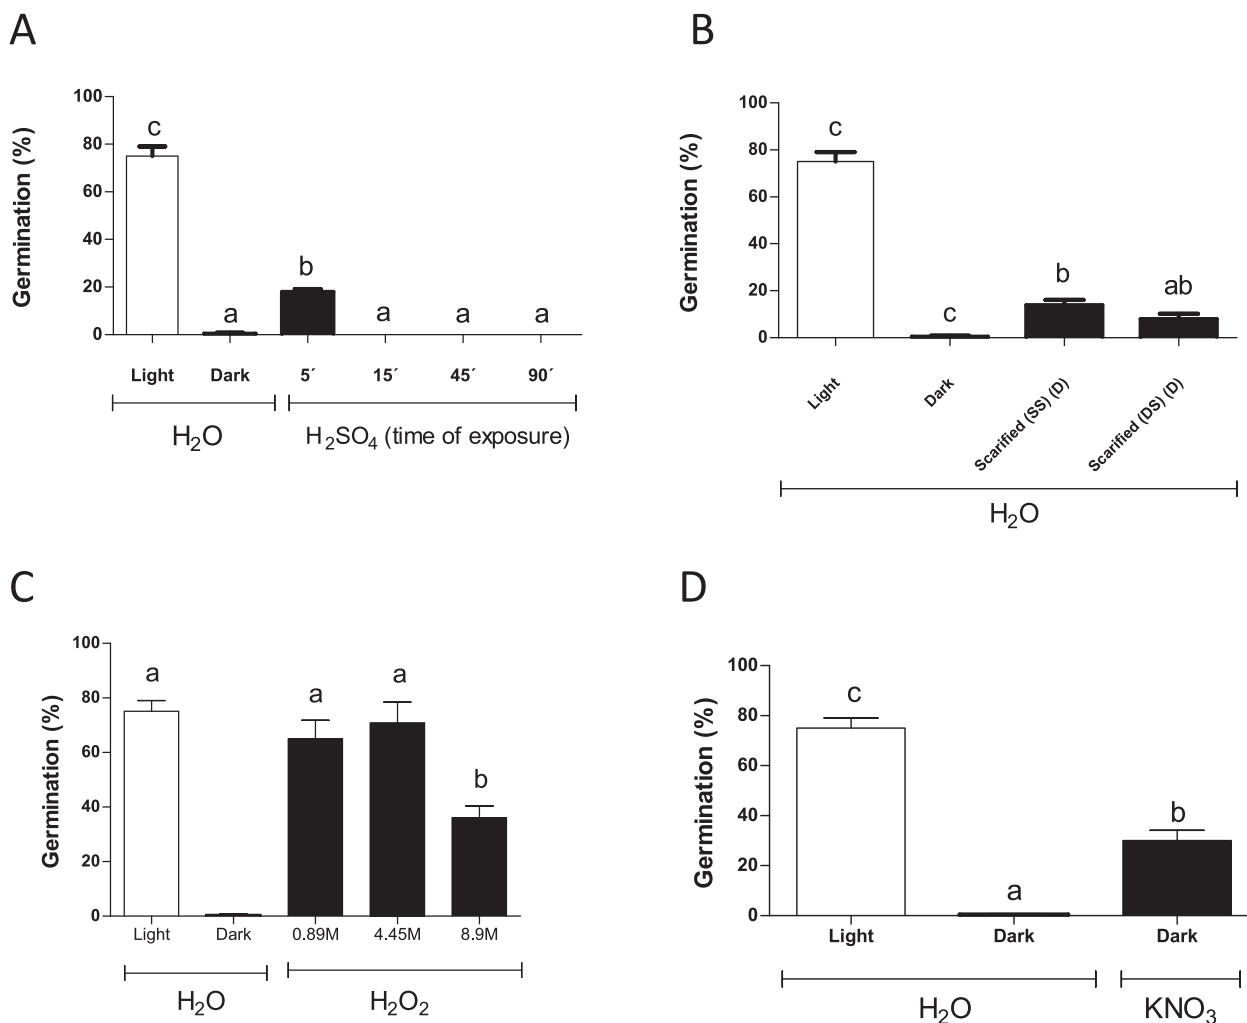 A
Germination (%)
100
80
60
40
20
0
c
a
b
a
a
a
Light Dark 5´ 15´ 45´ 90´
H₂O H₂SO₄ (time of exposure)
B
Germination (%)
100
80
60
40
20
0
c
c
b
ab
Light
Dark
Scarified (SS) (D)
Scarified (DS) (D)
H₂O
C
Germination (%)
100
80
60
40
20
0
a
a
a
b
Light Dark 0.89M 4.45M 8.9M
H₂O H₂O₂
D
Germination (%)
100
80
60
40
20
0
c
a
b
Light Dark Dark
H₂O KNO₃